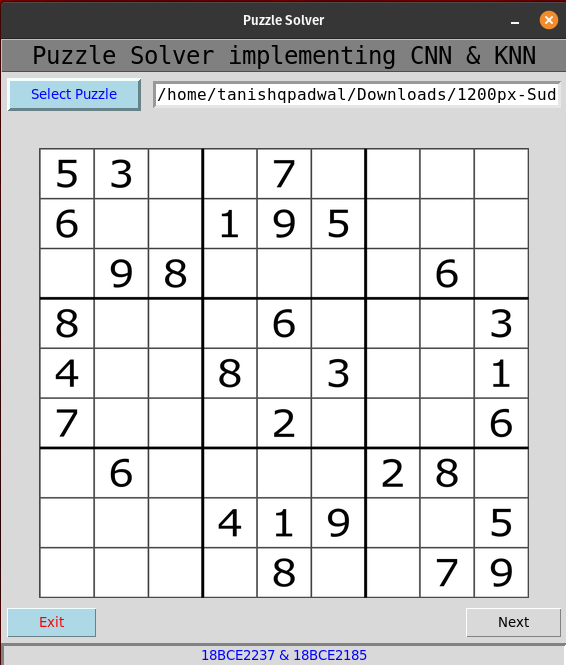 Puzzle Solver
Puzzle Solver implementing CNN & KNN
Select Puzzle /home/tanishqpadwal/Downloads/1200px-Sud
5 3 7
6 1 9 5
9 8 6
8 6 3
4 8 3 1
7 2 6
6 2 8
4 1 9 5
8 7 9
Exit Next
18BCE2237 & 18BCE2185